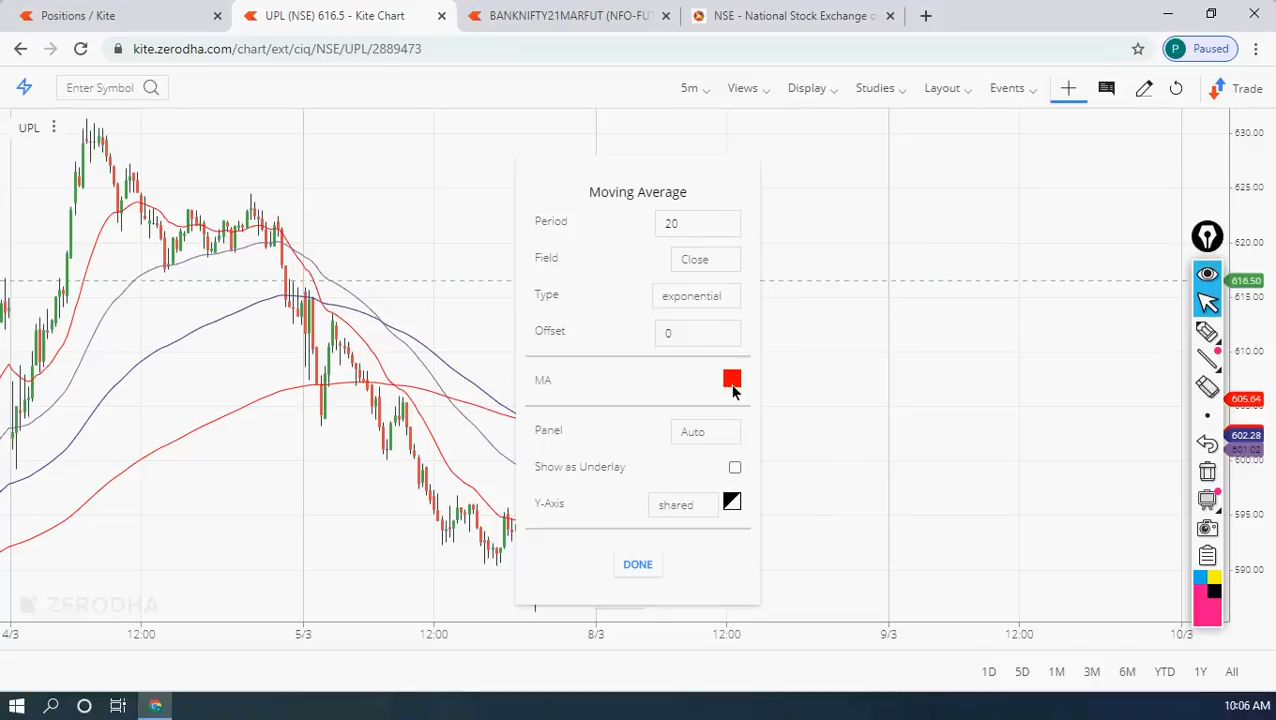 Positions / Kite
UPL (NSE) 616.5 - Kite Chart
BANKNIFTY21MARFUT (NFO-FUT
NSE - National Stock Exchange o
kite.zerodha.com/chart/ext/ciq/NSE/UPL/2889473
P Paused
Enter Symbol
5m
Views
Display
Studies
Layout
Events
Trade
UPL
630.00
625.00
620.00
616.50
615.00
610.00
605.64
602.28
601.02
600.00
595.00
590.00
Moving Average
Period 20
Field Close
Type exponential
Offset 0
MA
Panel Auto
Show as Underlay
Y-Axis shared
DONE
ZERODHA
4/3 12:00 5/3 12:00 8/3 12:00 9/3 12:00 10/3
1D 5D 1M 3M 6M YTD 1Y All
10:06 AM